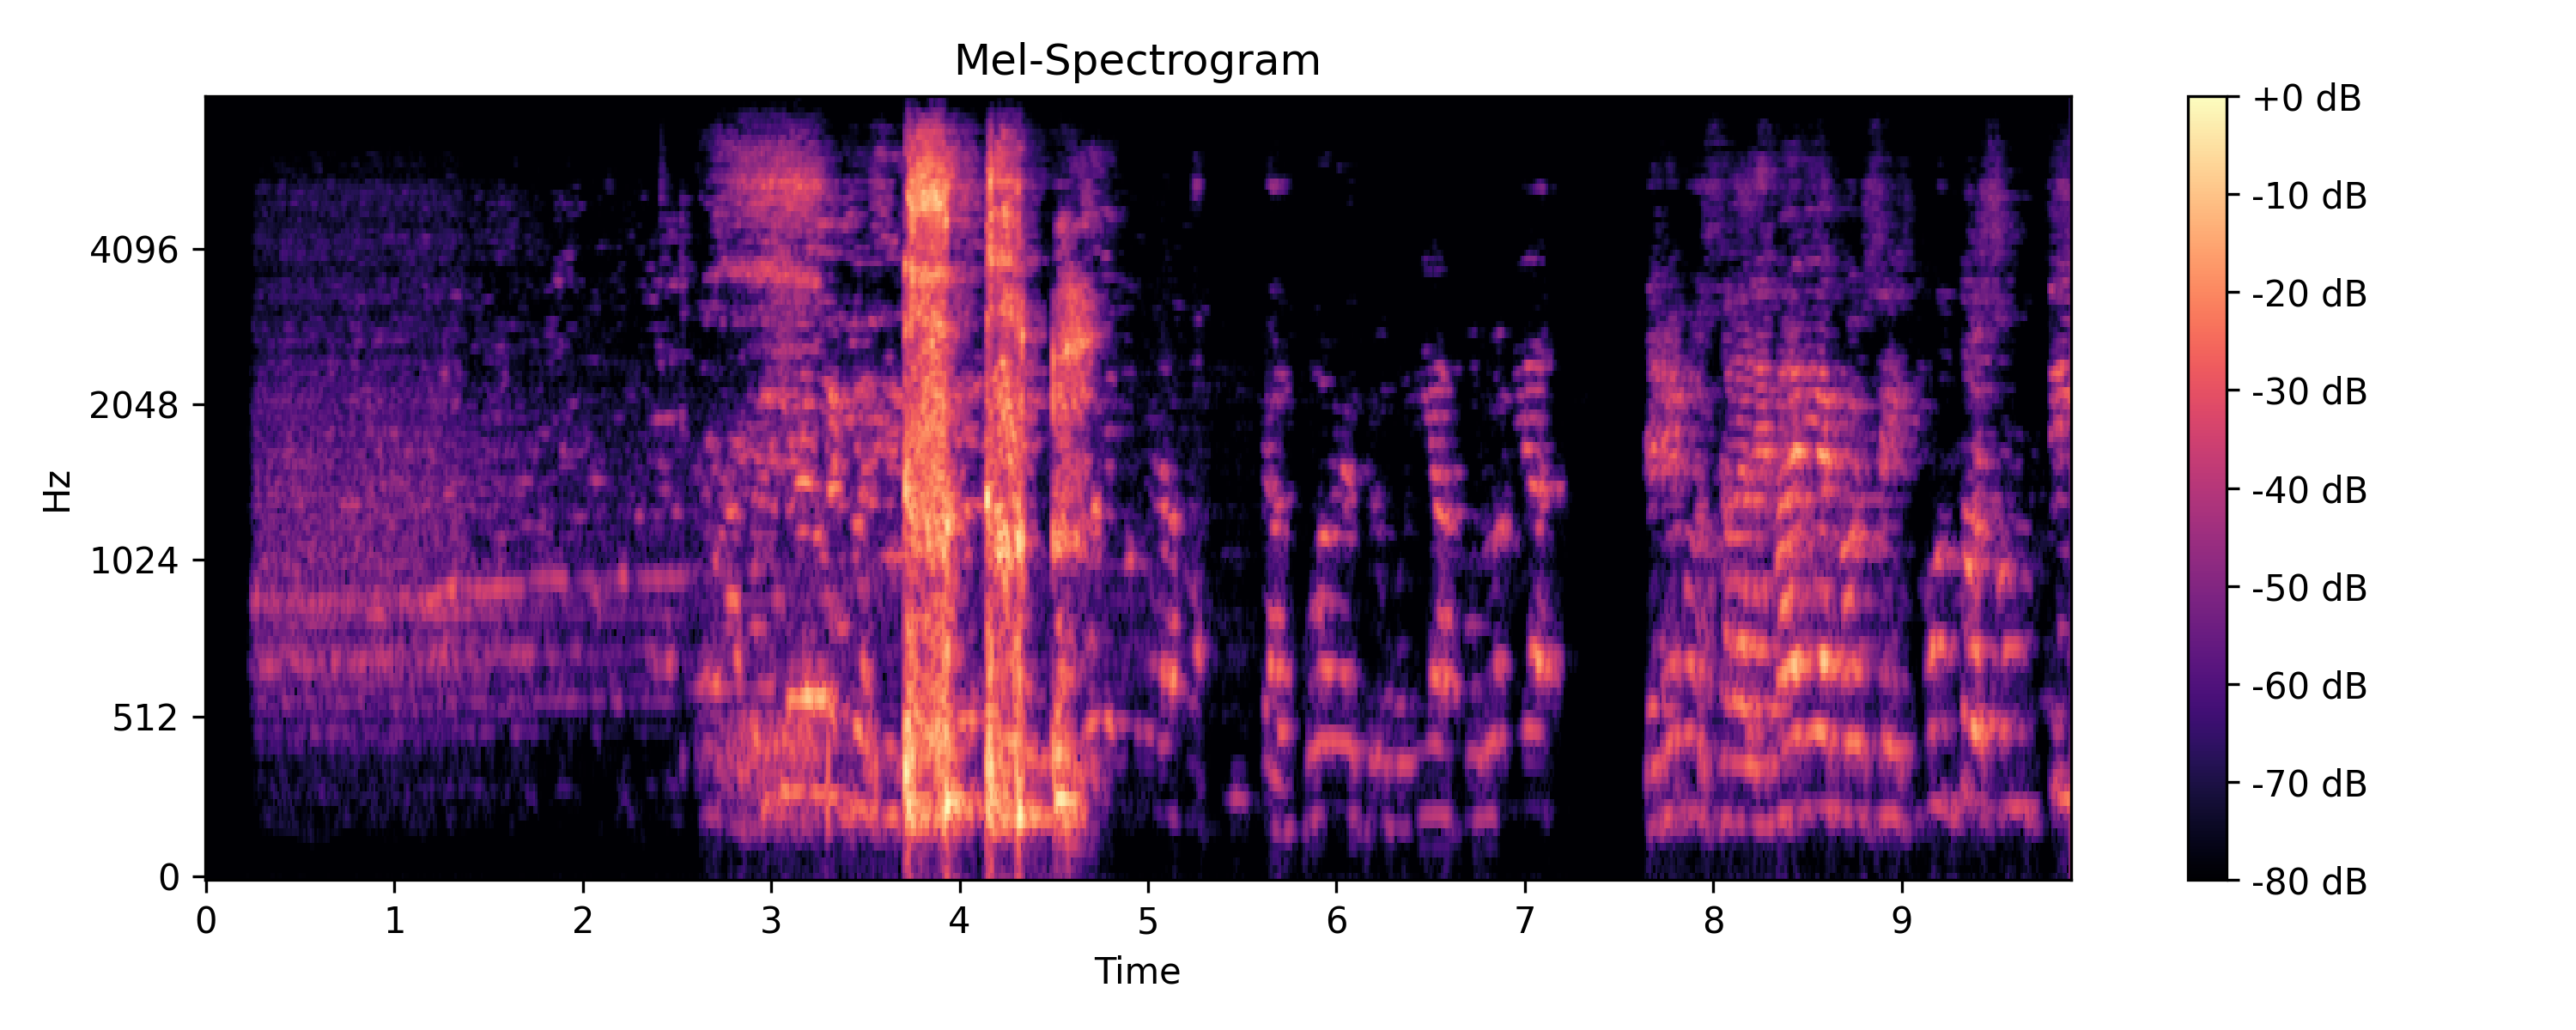 Mel-Spectrogram
+0 dB
-10 dB
4096
-20 dB
2048
-30 dB
Hz
-40 dB
1024
-50 dB
-60 dB
512
-70 dB
0
-80 dB
0 1 2 3 4 5 6 7 8 9
Time